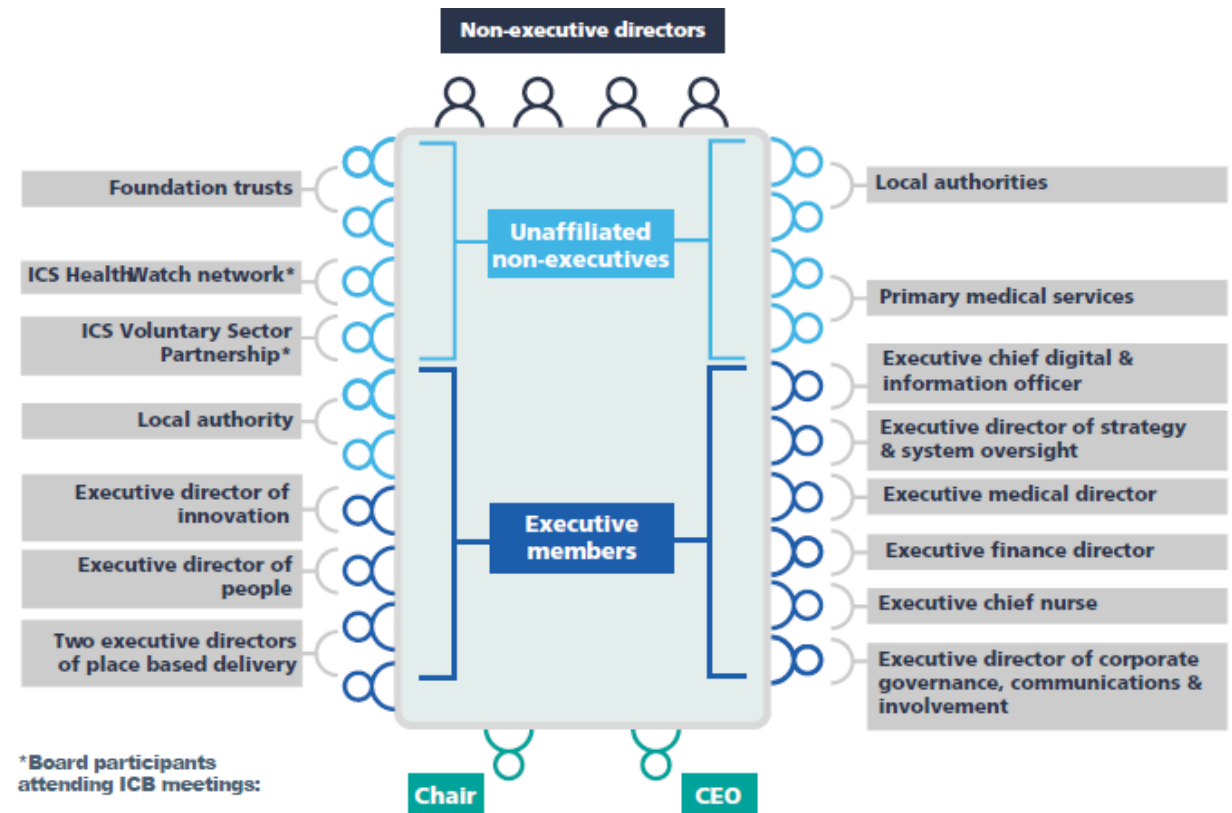 Non-executive directors
Foundation trusts
ICS HealthWatch network*
ICS Voluntary Sector
Partnership*
Local authority
Executive director of
innovation
Executive director of
people
Two executive directors
of place based delivery
Unaffiliated
non-executives
Executive
members
Local authorities
Primary medical services
Executive chief digital &
information officer
Executive director of strategy
& system oversight
Executive medical director
Executive finance director
Executive chief nurse
Executive director of corporate
governance, communications &
involvement
*Board participants
attending ICB meetings:
Chair
CEO